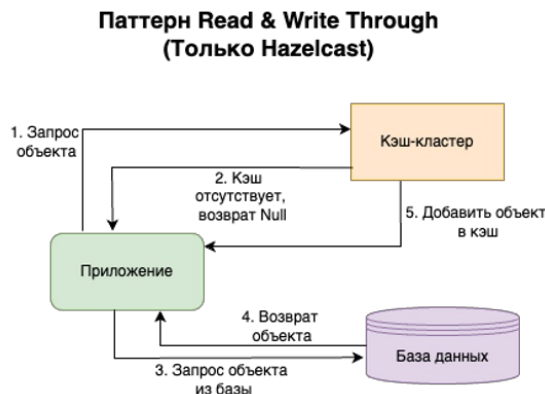 Паттерн Read & Write Through
(Только Hazelcast)
1. Запрос
объекта
Кэш-кластер
2. Кэш
отсутствует,
возврат Null
5. Добавить объект
в кэш
Приложение
4. Возврат
объекта
База данных
3. Запрос объекта
из базы